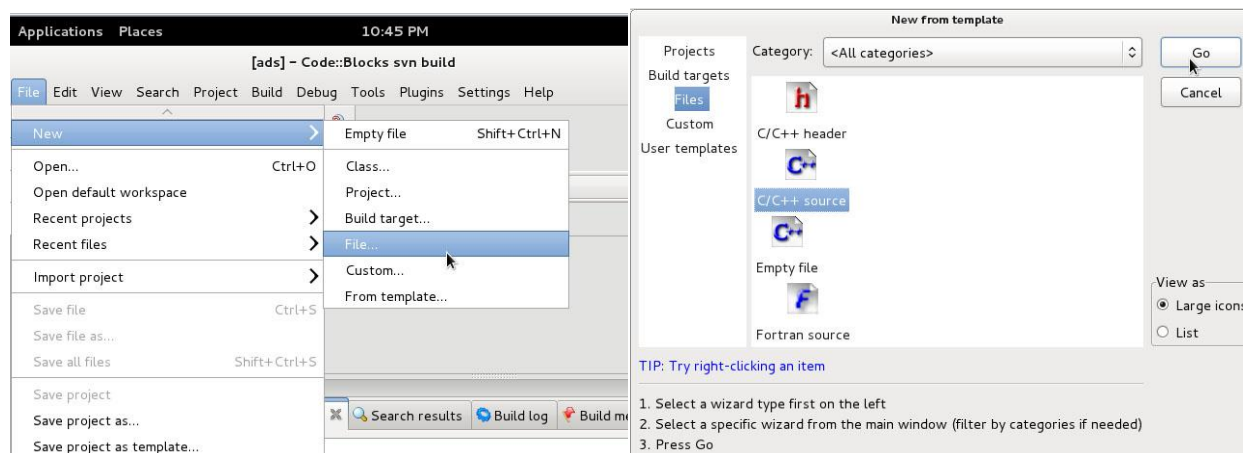 Applications Places 10:45 PM
[ads] - Code::Blocks svn build
File Edit View Search Project Build Debug Tools Plugins Settings Help
New
Open... Ctrl+O
Open default workspace
Recent projects
Recent files
Import project
Save file Ctrl+S
Save file as...
Save all files Shift+Ctrl+S
Save project
Save project as...
Save project as template...
Empty file Shift+Ctrl+N
Class...
Project...
Build target...
File...
Custom...
From template...
Search results Build log Build me
New from template
Projects
Build targets
Files
Custom
User templates
Category: <All categories>
C/C++ header
C/C++ source
Empty file
Fortran source
Go
Cancel
View as
Large icons
List
TIP: Try right-clicking an item
1. Select a wizard type first on the left
2. Select a specific wizard from the main window (filter by categories if needed)
3. Press Go